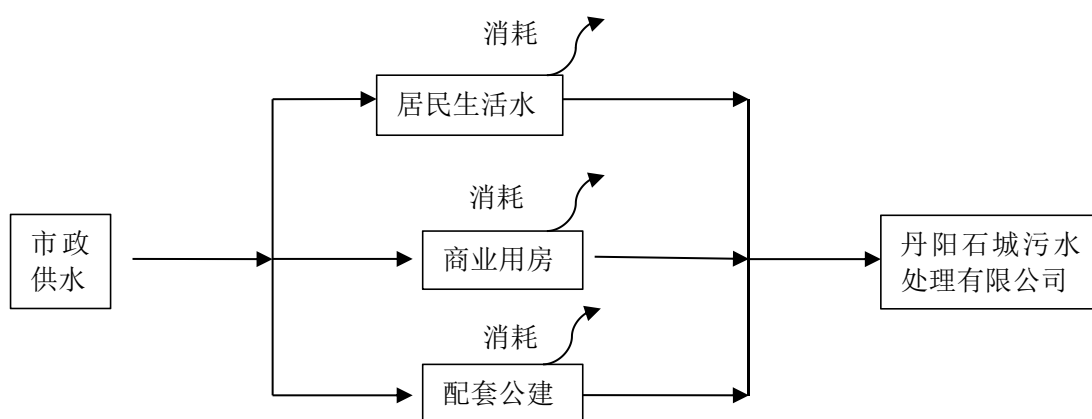 消耗
居民生活水
消耗
市政
供水
商业用房
丹阳石城污水
处理有限公司
消耗
配套公建